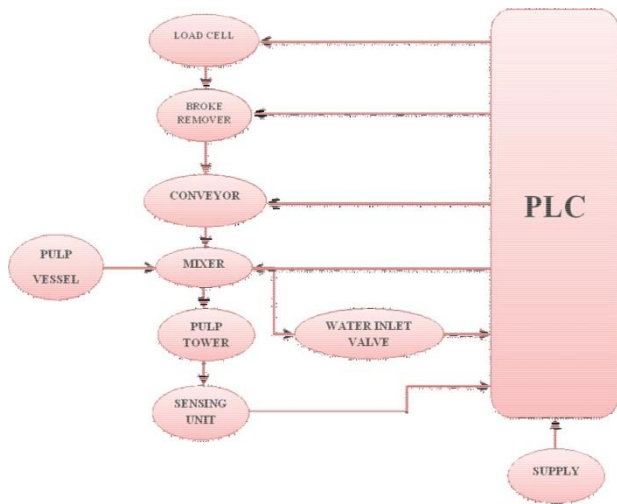 LOAD CELL
BROKE
REMOVER
CONVEYOR
PLC
PULP
VESSEL
MIXER
PULP
TOWER
WATER INLET
VALVE
SENSING
UNIT
SUPPLY